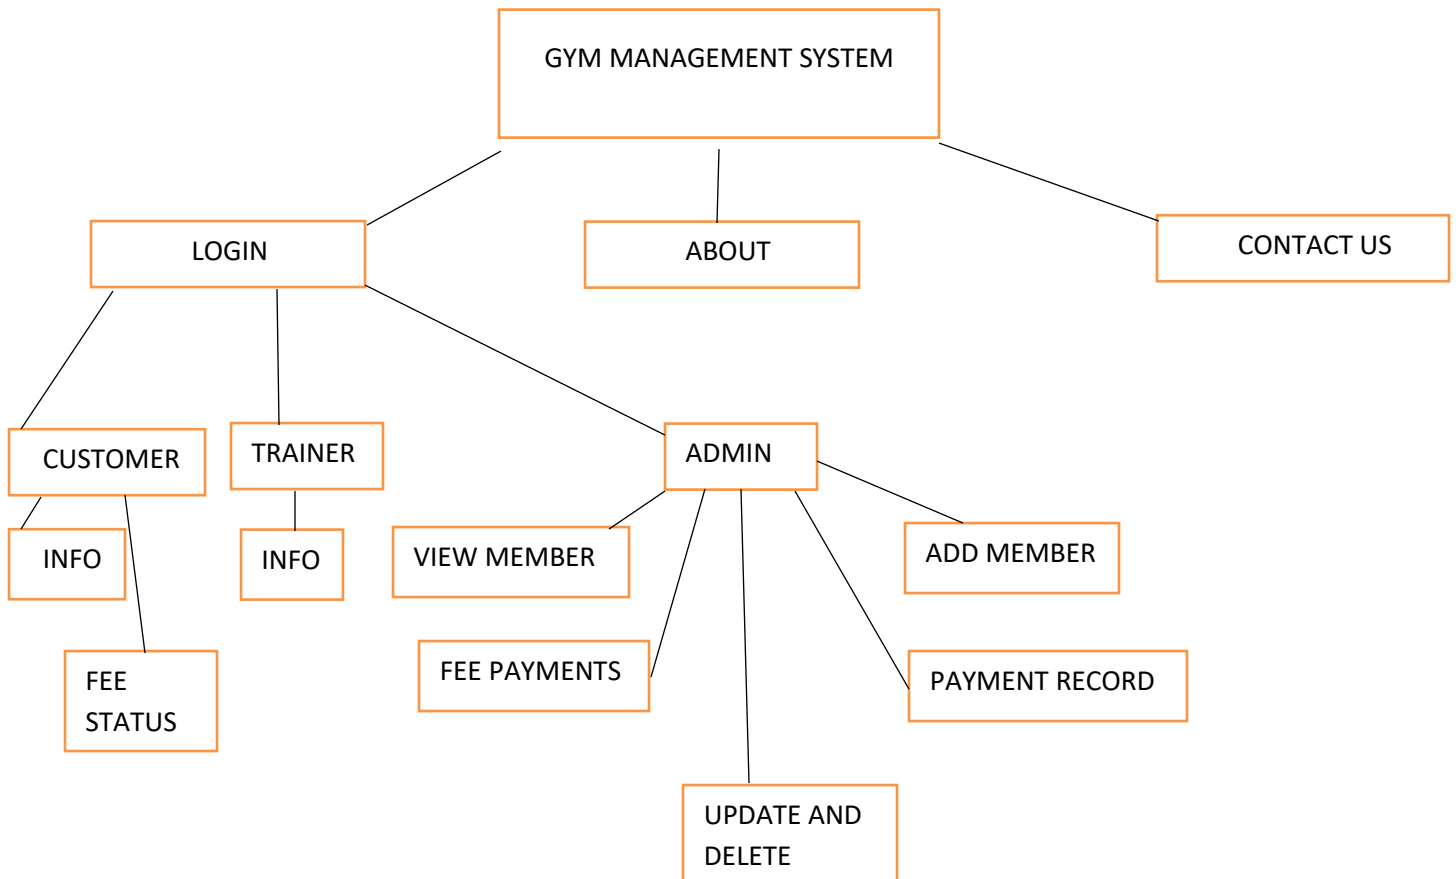 GYM MANAGEMENT SYSTEM
LOGIN
ABOUT
CONTACT US
CUSTOMER
TRAINER
ADMIN
INFO
INFO
VIEW MEMBER
ADD MEMBER
FEE
STATUS
FEE PAYMENTS
PAYMENT RECORD
UPDATE AND
DELETE